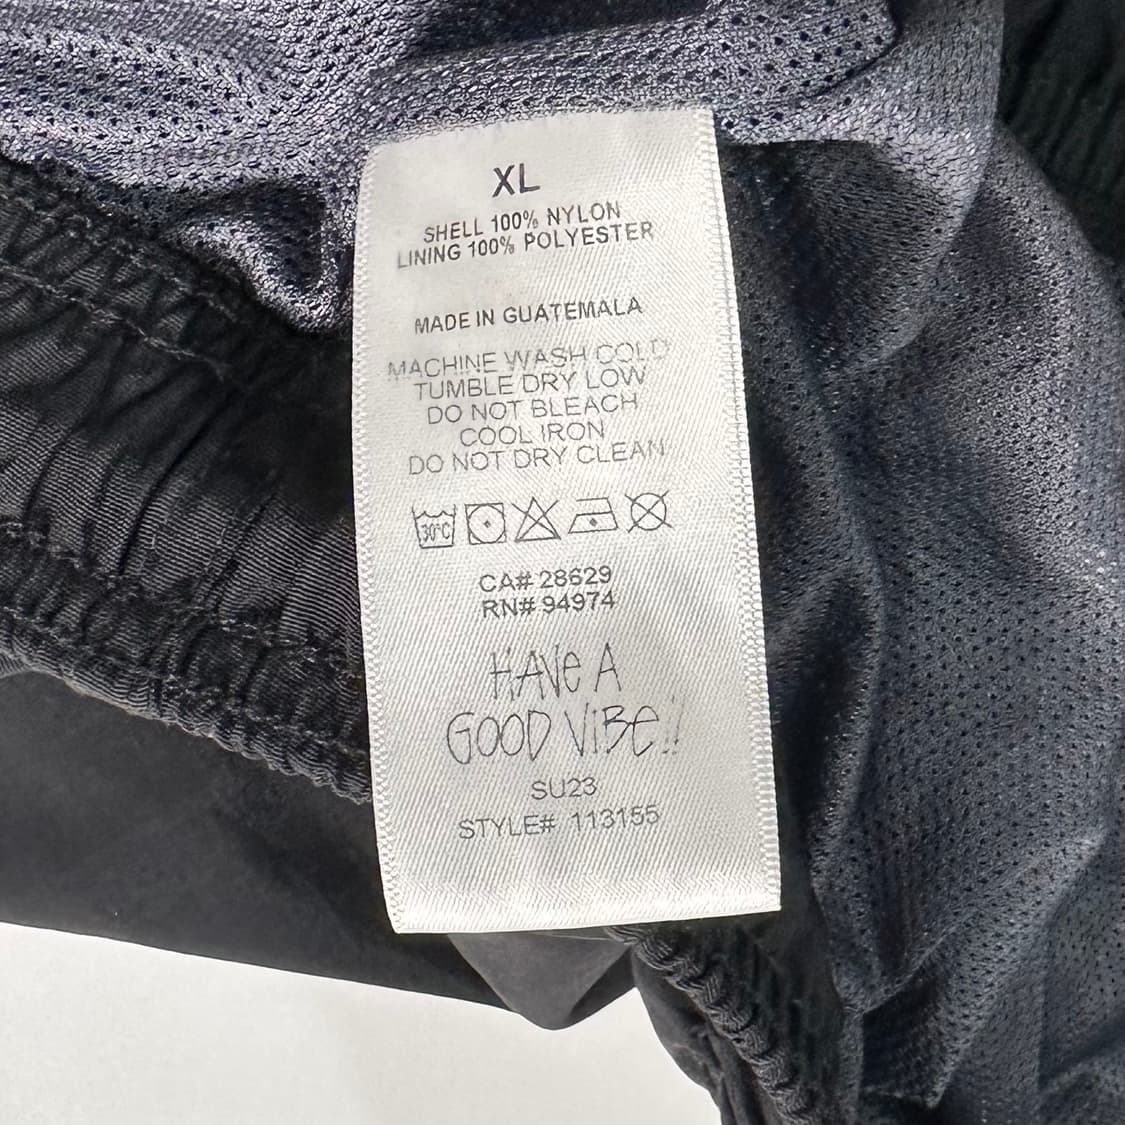 XL
SHELL 100% NYLON
LINING 100% POLYESTER
MADE IN GUATEMALA
MACHINE WASH COLD
TUMBLE DRY LOW
DO NOT BLEACH
COOL IRON
DO NOT DRY CLEAN
30°C
CA# 28629
RN# 94974
HAVe A
GOOD ViBe!!
SU23
STYLE# 113155